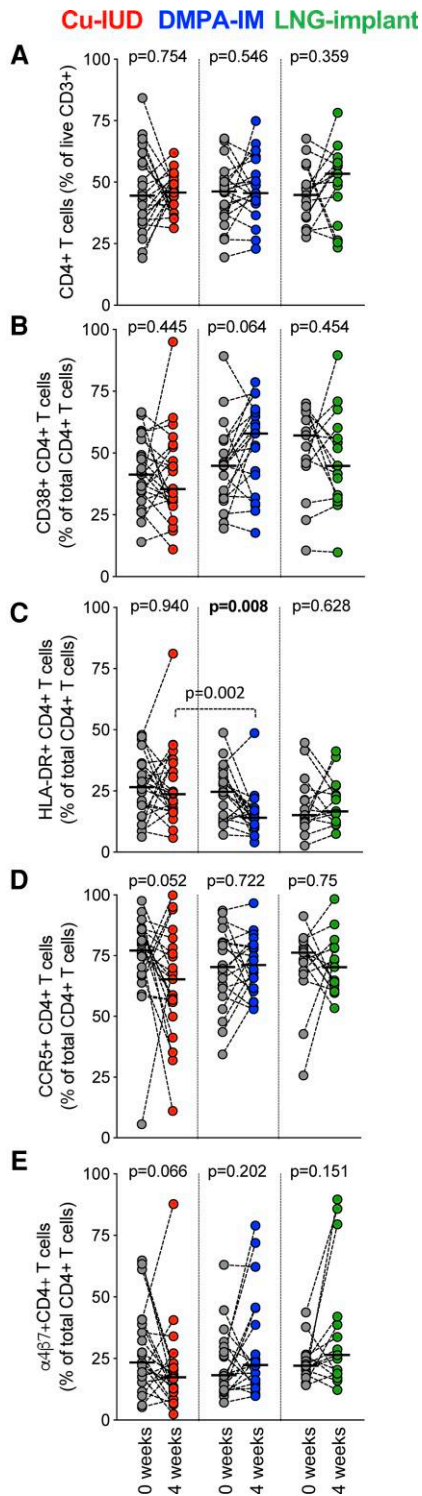 Cu-IUD DMPA-IM LNG-implant
A
p=0.754 p=0.546 p=0.359
CD4+ T cells (% of live CD3+)
100
75
50
25
0
B
p=0.445 p=0.064 p=0.454
CD38+ CD4+ T cells
(% of total CD4+ T cells)
100
75
50
25
0
C
p=0.940 p=0.008 p=0.628
p=0.002
HLA-DR+ CD4+ T cells
(% of total CD4+ T cells)
100
75
50
25
0
D
p=0.052 p=0.722 p=0.75
CCR5+ CD4+ T cells
(% of total CD4+ T cells)
100
75
50
25
0
E
p=0.066 p=0.202 p=0.151
α4β7+CD4+ T cells
(% of total CD4+ T cells)
100
75
50
25
0
0 weeks 4 weeks 0 weeks 4 weeks 0 weeks 4 weeks